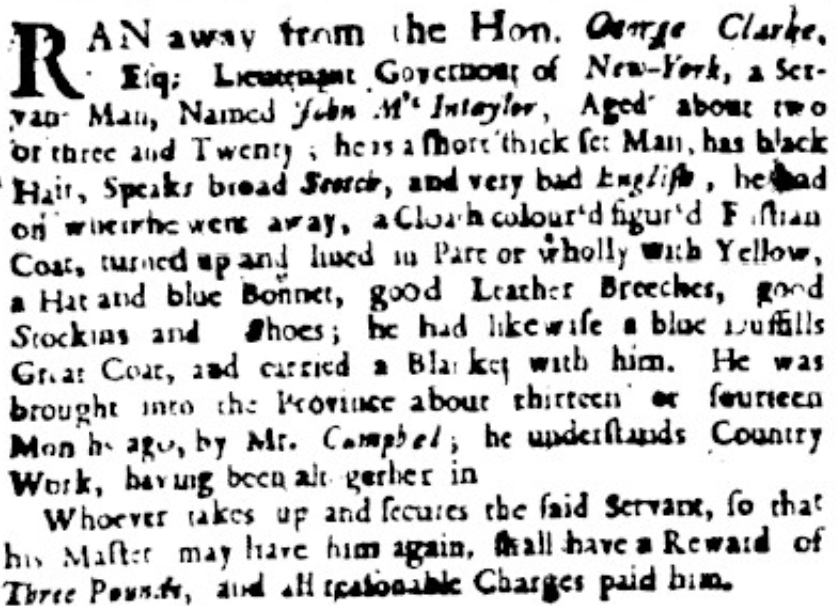 RAN away from the Hon. George Clarke,
Esq; Lieutenant Governour of New-York, a Ser-
vant Man, Named John Mc Intaylor, Aged about two
or three and Twenty; he is a ſhort thick ſet Man, has black
Hair, Speaks broad Scotch, and very bad Engliſh, he had
on when he went away, a Cloath colour'd figur'd Fuſtian
Coat, turned up and lined in Part or wholly with Yellow,
a Hat and blue Bonnet, good Leather Breeches, good
Stockins and Shoes; he had likewiſe a blue Duffills
Great Coat, and carried a Blanket with him. He was
brought into the Province about thirteen or fourteen
Months ago, by Mr. Campbel; he underſtands Country
Work, having been altogether in
Whoever takes up and ſecures the ſaid Servant, ſo that
his Maſter may have him again, ſhall have a Reward of
Three Pounds, and all reaſonable Charges paid him.